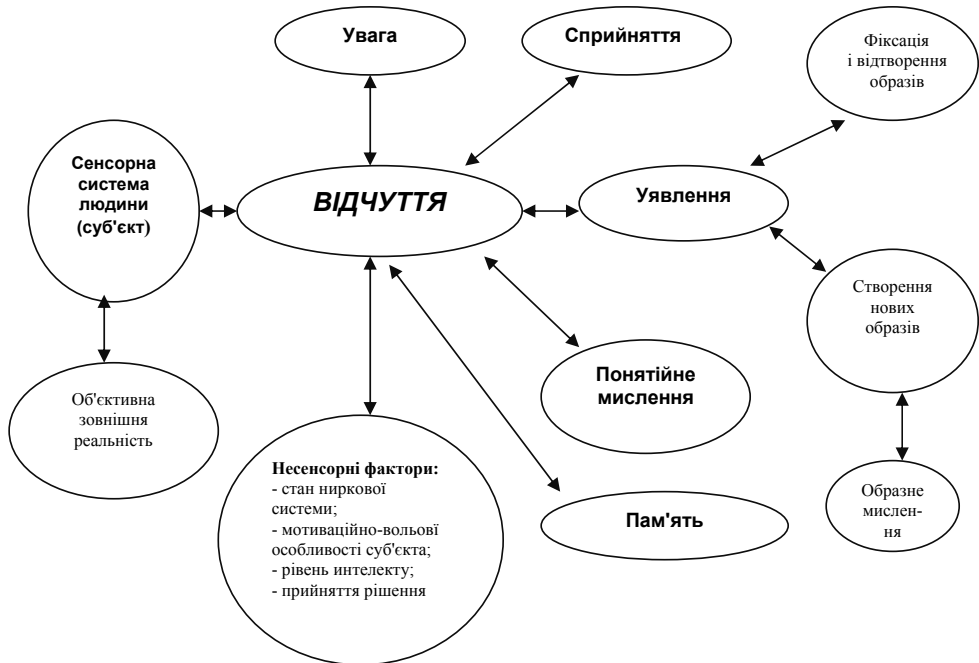 Увага
Сприйняття
Фіксація
і відтворення
образів
Сенсорна
система
людини
(суб'єкт)
ВІДЧУТТЯ
Уявлення
Створення
нових
образів
Понятійне
мислення
Об'єктивна
зовнішня
реальність
Несенсорні фактори:
- стан ниркової
системи;
- мотиваційно-вольові
особливості суб'єкта;
- рівень интелекту;
- прийняття рішення
Пам'ять
Образне
мислен-
ня